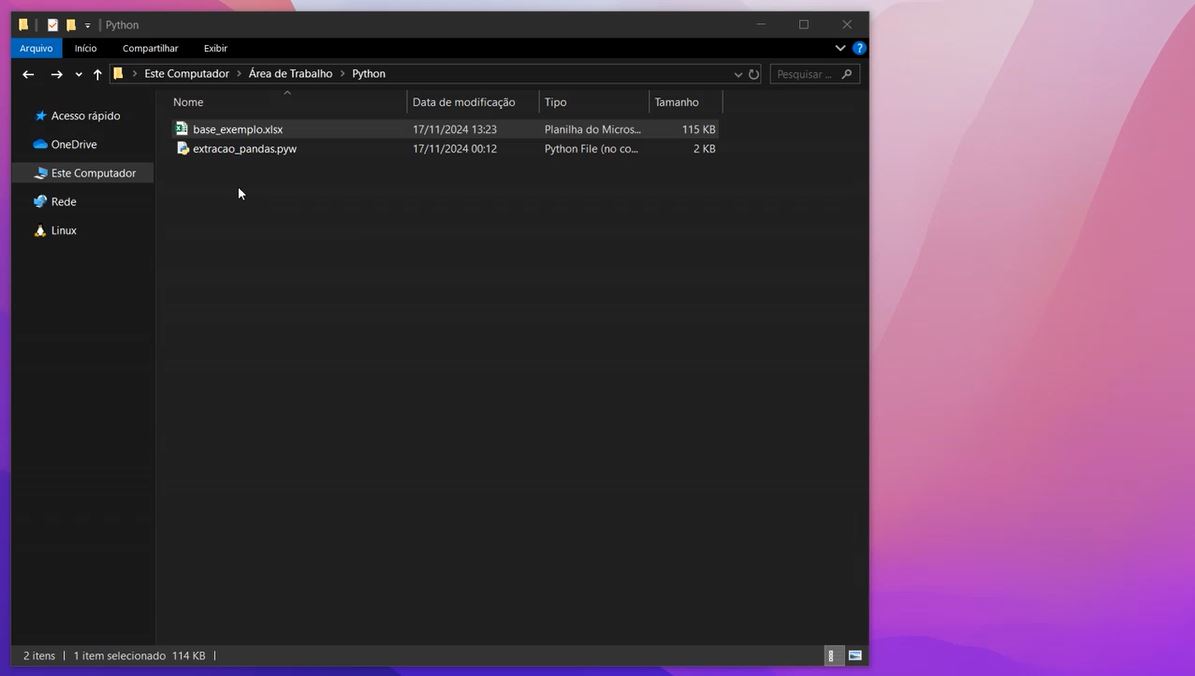 Python
Arquivo Início Compartilhar Exibir
Este Computador Área de Trabalho Python Pesquisar ...
Nome Data de modificação Tipo Tamanho
base_exemplo.xlsx 17/11/2024 13:23 Planilha do Micros... 115 KB
extracao_pandas.pyw 17/11/2024 00:12 Python File (no co... 2 KB
Acesso rápido
OneDrive
Este Computador
Rede
Linux
2 itens 1 item selecionado 114 KB